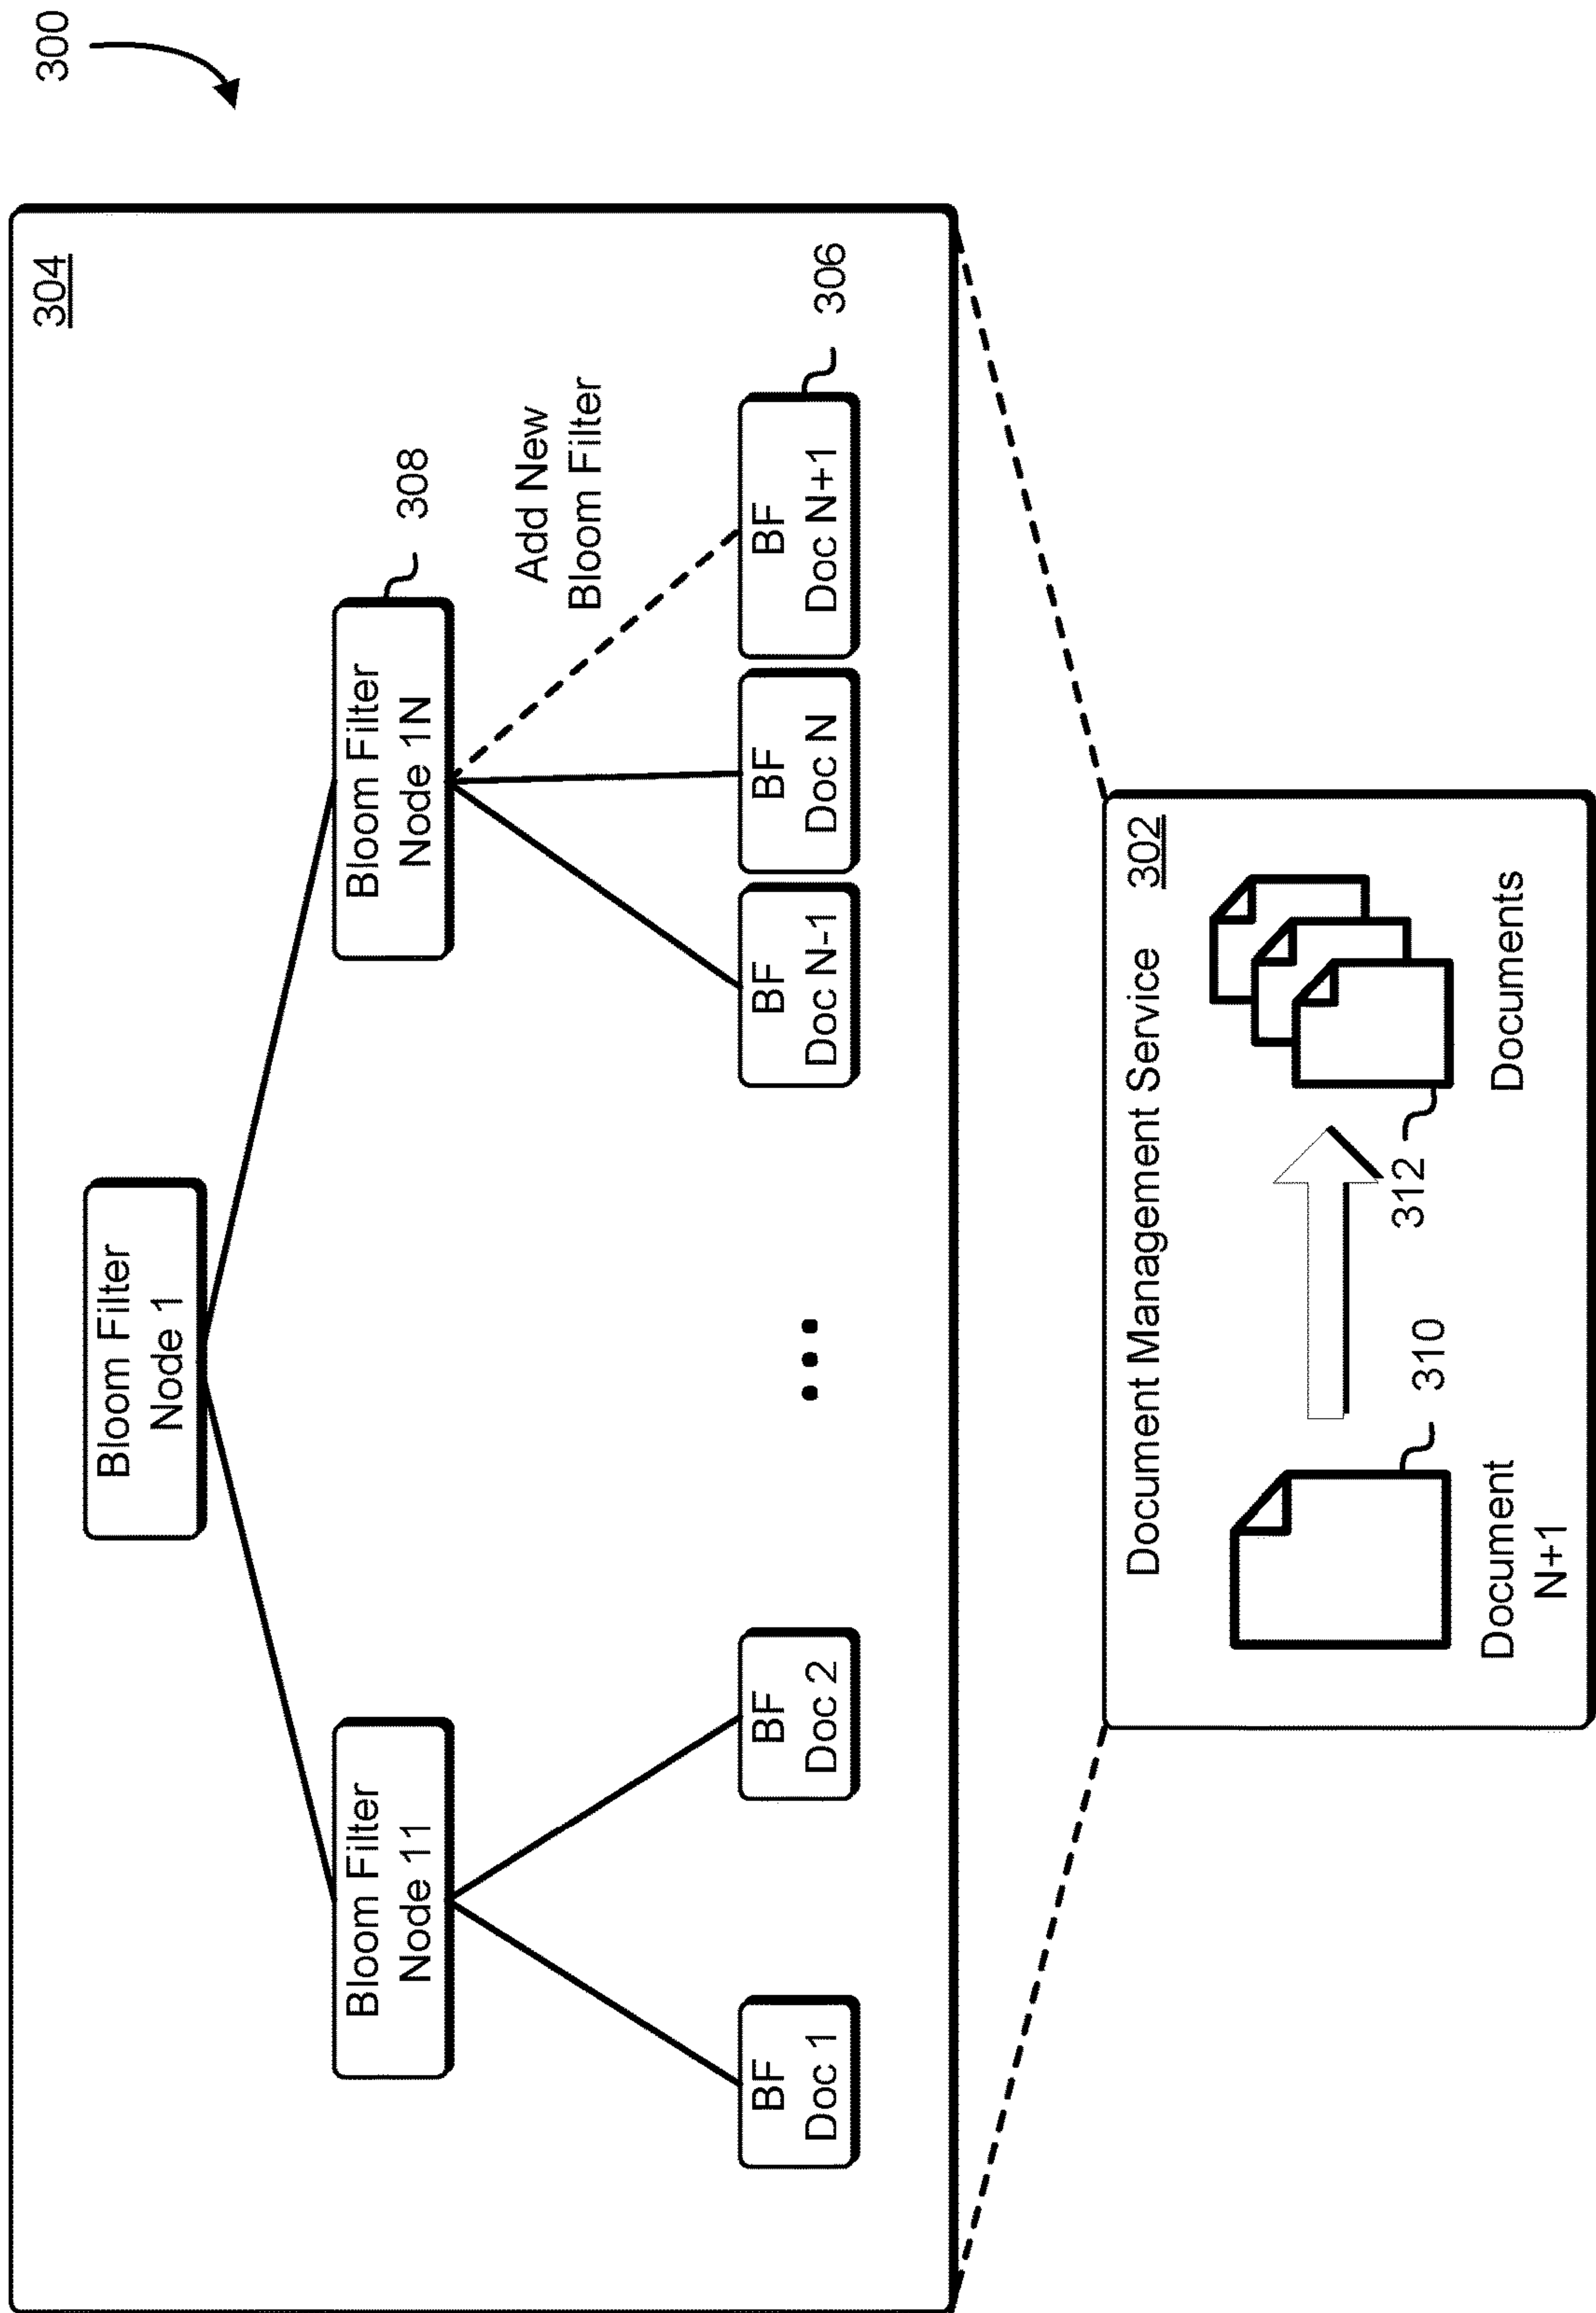 300
304
Bloom Filter
Node 1
Bloom Filter
Node 11
Bloom Filter
Node 1N
308
Add New
Bloom Filter
BF
Doc 1
BF
Doc 2
...
BF
Doc N-1
BF
Doc N
BF
Doc N+1
306
Document Management Service 302
310
312
Document
N+1
Documents